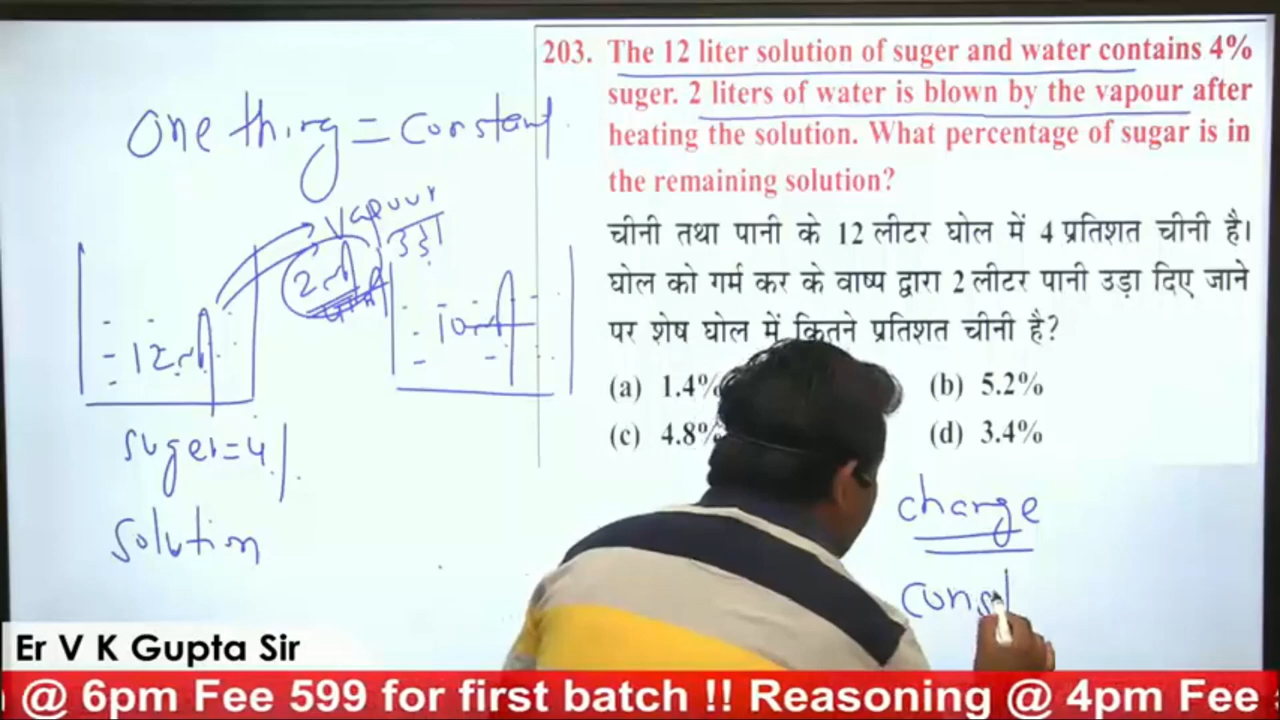 203. The 12 liter solution of suger and water contains 4%
suger. 2 liters of water is blown by the vapour after
heating the solution. What percentage of sugar is in
the remaining solution?
चीनी तथा पानी के 12 लीटर घोल में 4 प्रतिशत चीनी है।
घोल को गर्म कर के वाष्प द्वारा 2 लीटर पानी उड़ा दिए जाने
पर शेष घोल में कितने प्रतिशत चीनी है?
(a) 1.4%
(b) 5.2%
(c) 4.8%
(d) 3.4%
One thing = constant
vapour
उड़ा
2ली
पानी
12ली
10ली
suger=4%
solution
change
const
Er V K Gupta Sir
@ 6pm Fee 599 for first batch !! Reasoning @ 4pm Fee